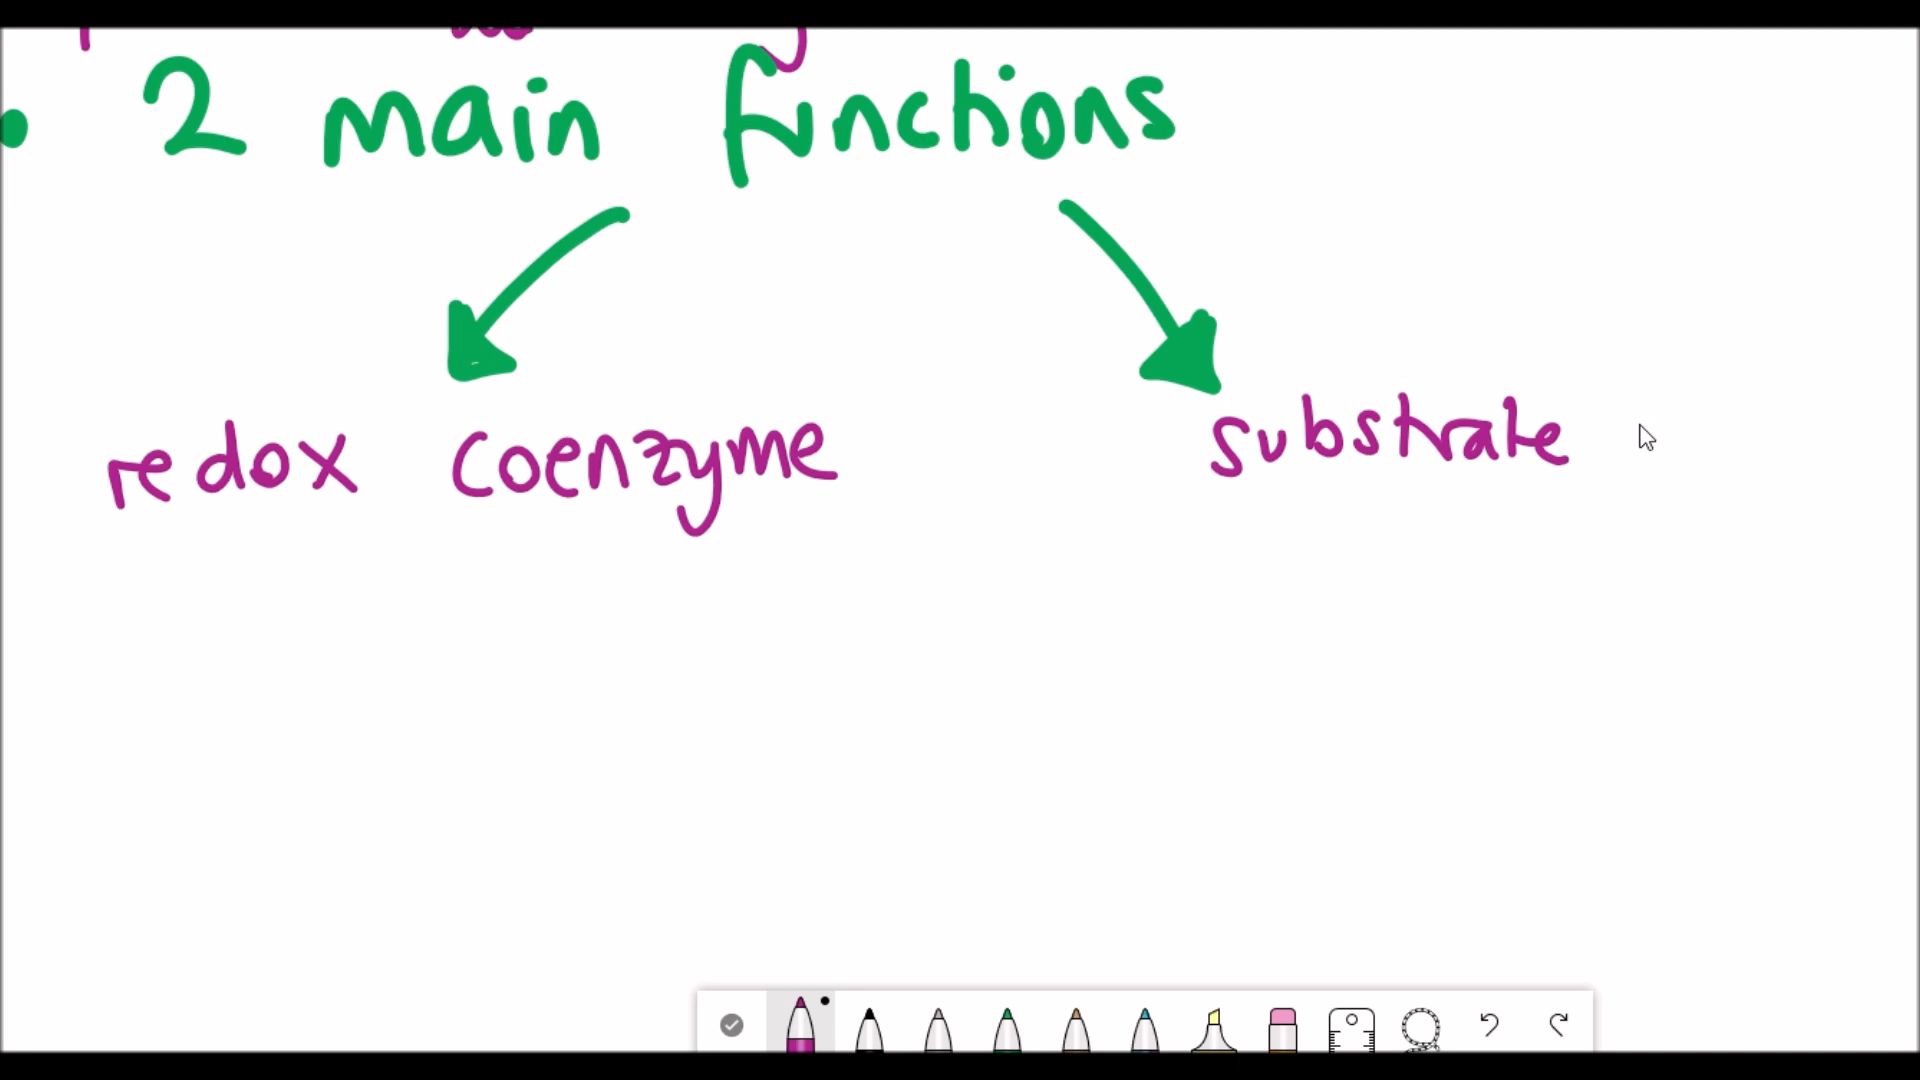 • 2 main functions
redox coenzyme
substrate